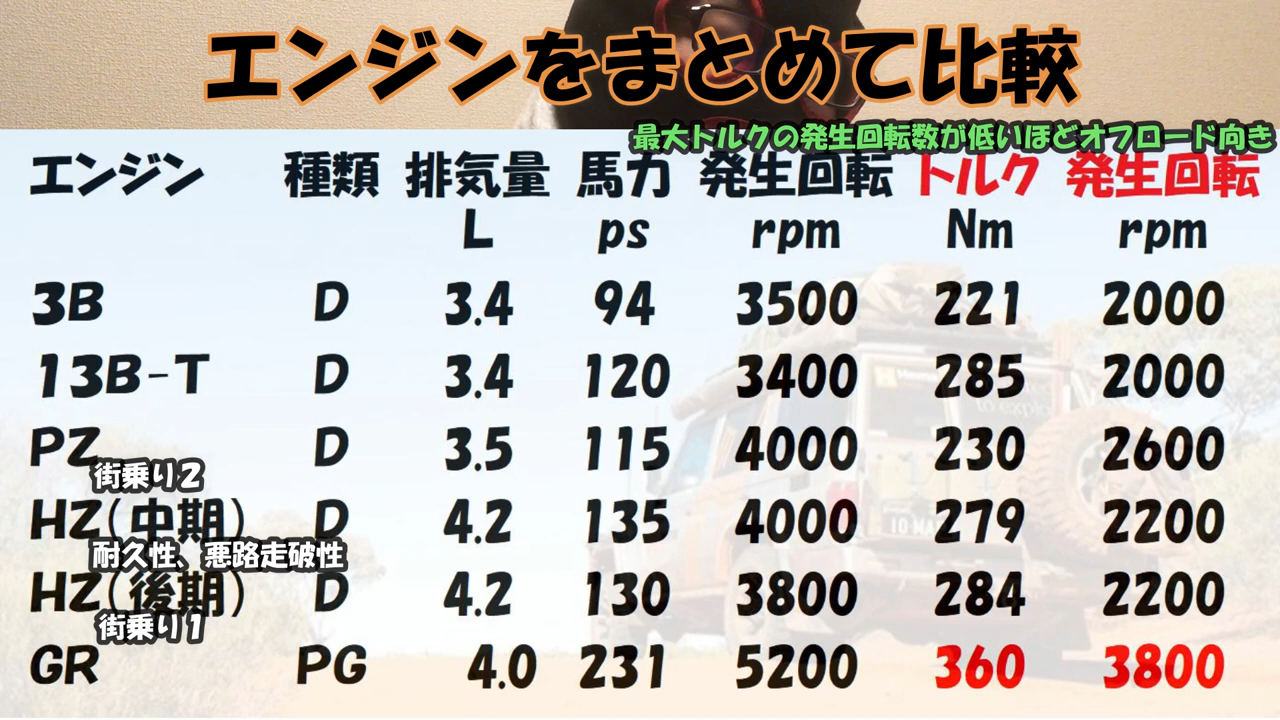 エンジンをまとめて比較
最大トルクの発生回転数が低いほどオフロード向き
エンジン 種類 排気量 馬力 発生回転 トルク 発生回転
L ps rpm Nm rpm
3B D 3.4 94 3500 221 2000
13B-T D 3.4 120 3400 285 2000
PZ D 3.5 115 4000 230 2600
街乗り2
HZ(中期) D 4.2 135 4000 279 2200
耐久性、悪路走破性
HZ(後期) D 4.2 130 3800 284 2200
街乗り1
GR PG 4.0 231 5200 360 3800